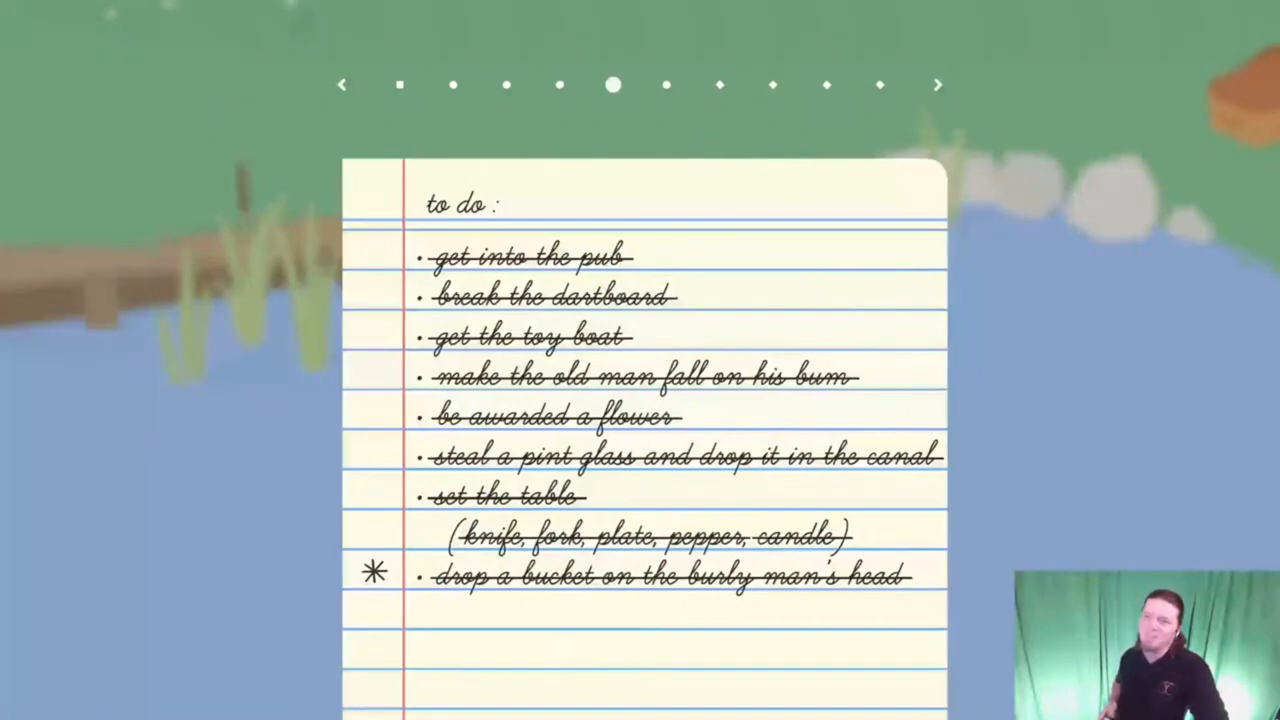 to do :
• get into the pub
• break the dartboard
• get the toy boat
• make the old man fall on his bum
• be awarded a flower
• steal a pint glass and drop it in the canal
• set the table
(knife, fork, plate, pepper, candle)
• drop a bucket on the burly man's head